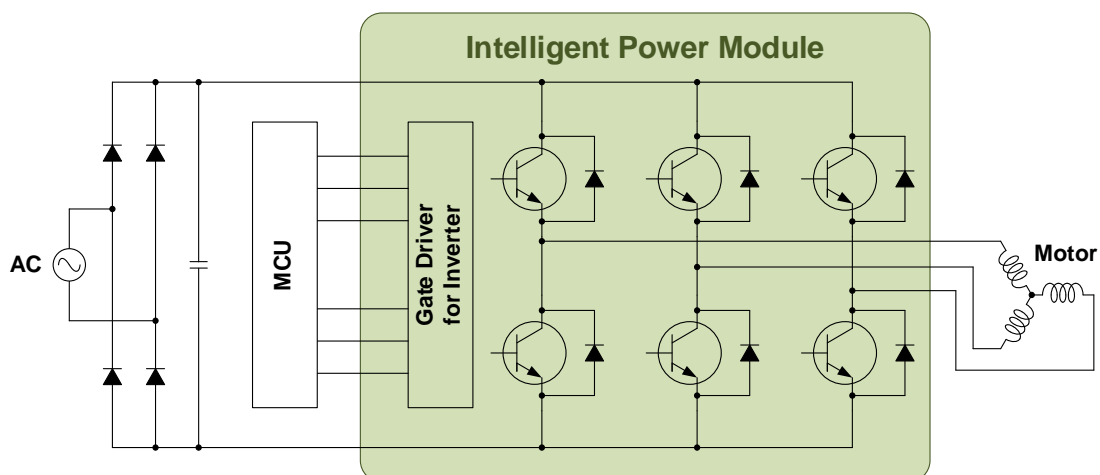 Intelligent Power Module
AC
MCU
Gate Driver
for Inverter
Motor